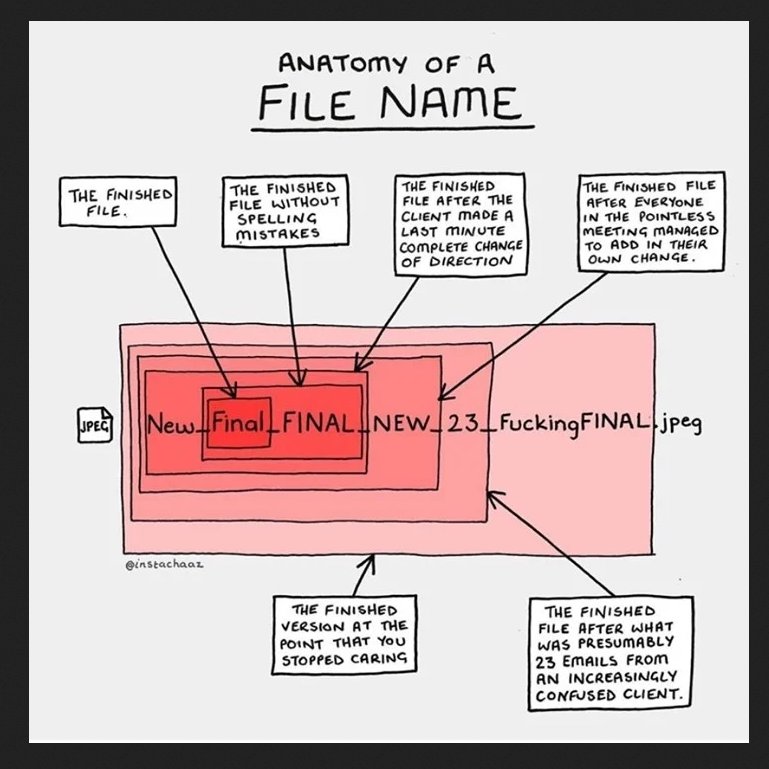 ANATOMY OF A
FILE NAME
THE FINISHED
FILE.
THE FINISHED
FILE WITHOUT
SPELLING
MISTAKES
THE FINISHED
FILE AFTER THE
CLIENT MADE A
LAST MINUTE
COMPLETE CHANGE
OF DIRECTION
THE FINISHED FILE
AFTER EVERYONE
IN THE POINTLESS
MEETING MANAGED
TO ADD IN THEIR
OWN CHANGE.
JPEG
New_Final_FINAL_NEW_23_FuckingFINAL.jpeg
@instachaaz
THE FINISHED
VERSION AT THE
POINT THAT YOU
STOPPED CARING
THE FINISHED
FILE AFTER WHAT
WAS PRESUMABLY
23 EMAILS FROM
AN INCREASINGLY
CONFUSED CLIENT.